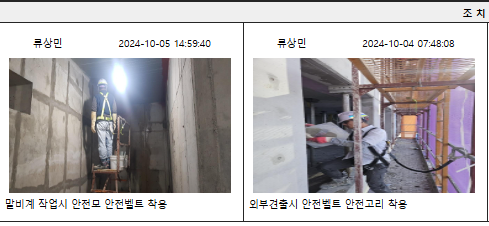 조 치
류상민 2024-10-05 14:59:40
류상민 2024-10-04 07:48:08
말비계 작업시 안전모 안전벨트 착용
외부견출시 안전벨트 안전고리 착용